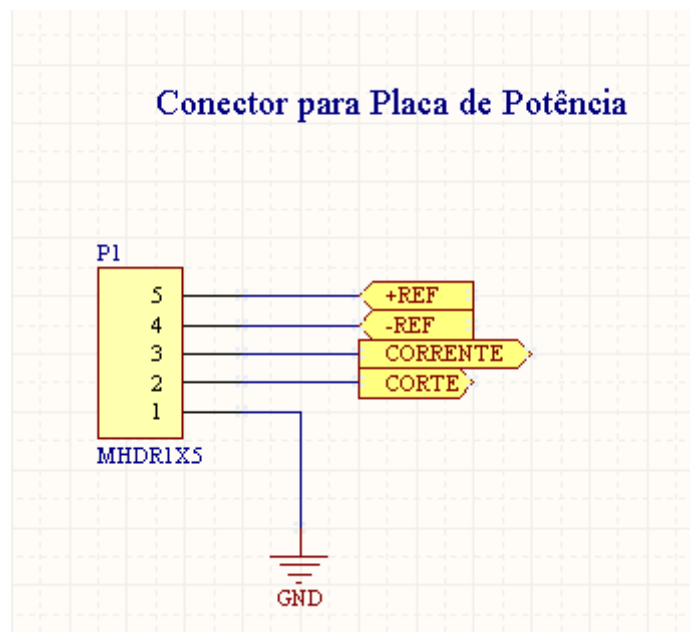 Conector para Placa de Potência
P1
5 +REF
4 -REF
3 CORRENTE
2 CORTE
1
MHDR1X5
GND